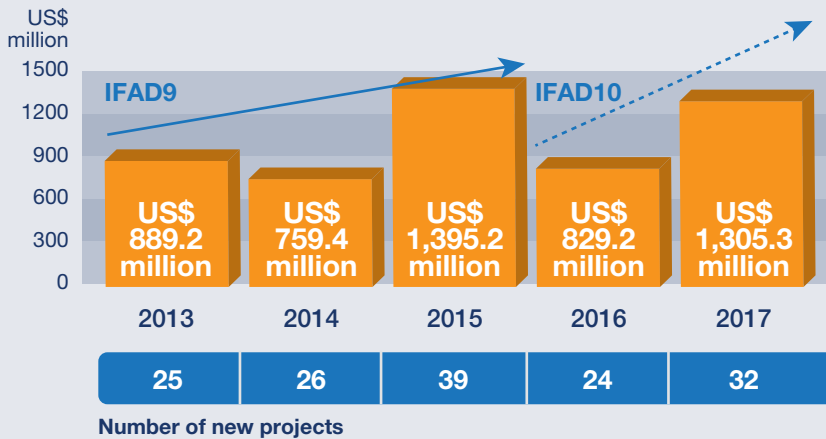 US$
million
1500
1200
900
600
300
0
IFAD9
IFAD10
US$
889.2
million
US$
759.4
million
US$
1,395.2
million
US$
829.2
million
US$
1,305.3
million
2013 2014 2015 2016 2017
25 26 39 24 32
Number of new projects